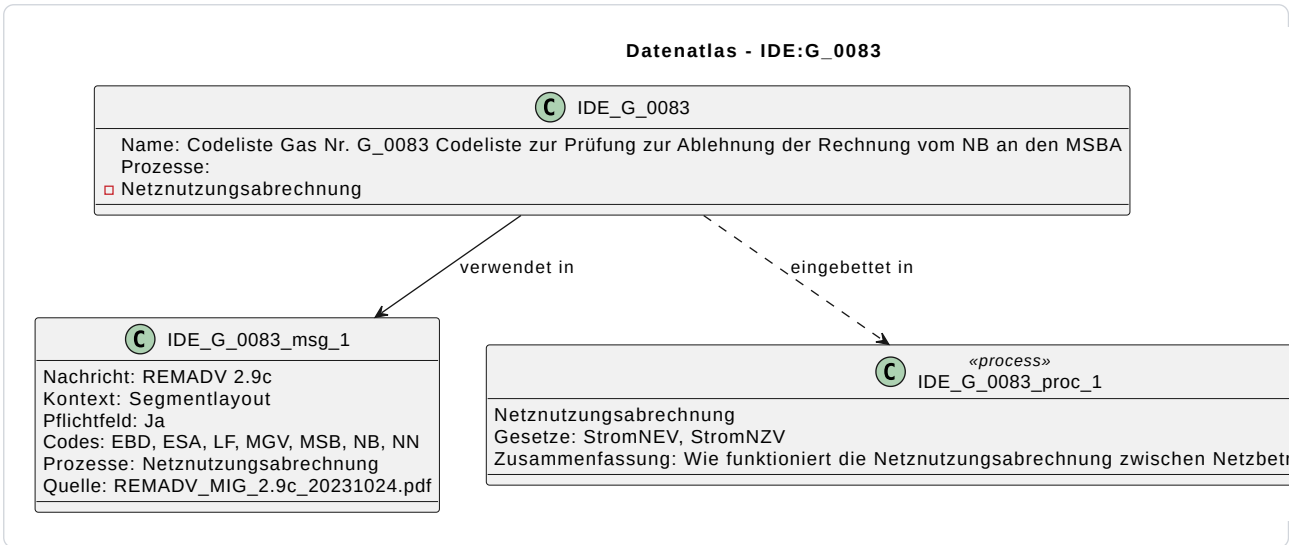 Datenatlas - IDE:G_0083
C IDE_G_0083
Name: Codeliste Gas Nr. G_0083 Codeliste zur Prüfung zur Ablehnung der Rechnung vom NB an den MSBA
Prozesse:
Netznutzungsabrechnung
verwendet in
eingebettet in
C IDE_G_0083_msg_1
Nachricht: REMADV 2.9c
Kontext: Segmentlayout
Pflichtfeld: Ja
Codes: EBD, ESA, LF, MGV, MSB, NB, NN
Prozesse: Netznutzungsabrechnung
Quelle: REMADV_MIG_2.9c_20231024.pdf
«process»
C IDE_G_0083_proc_1
Netznutzungsabrechnung
Gesetze: StromNEV, StromNZV
Zusammenfassung: Wie funktioniert die Netznutzungsabrechnung zwischen